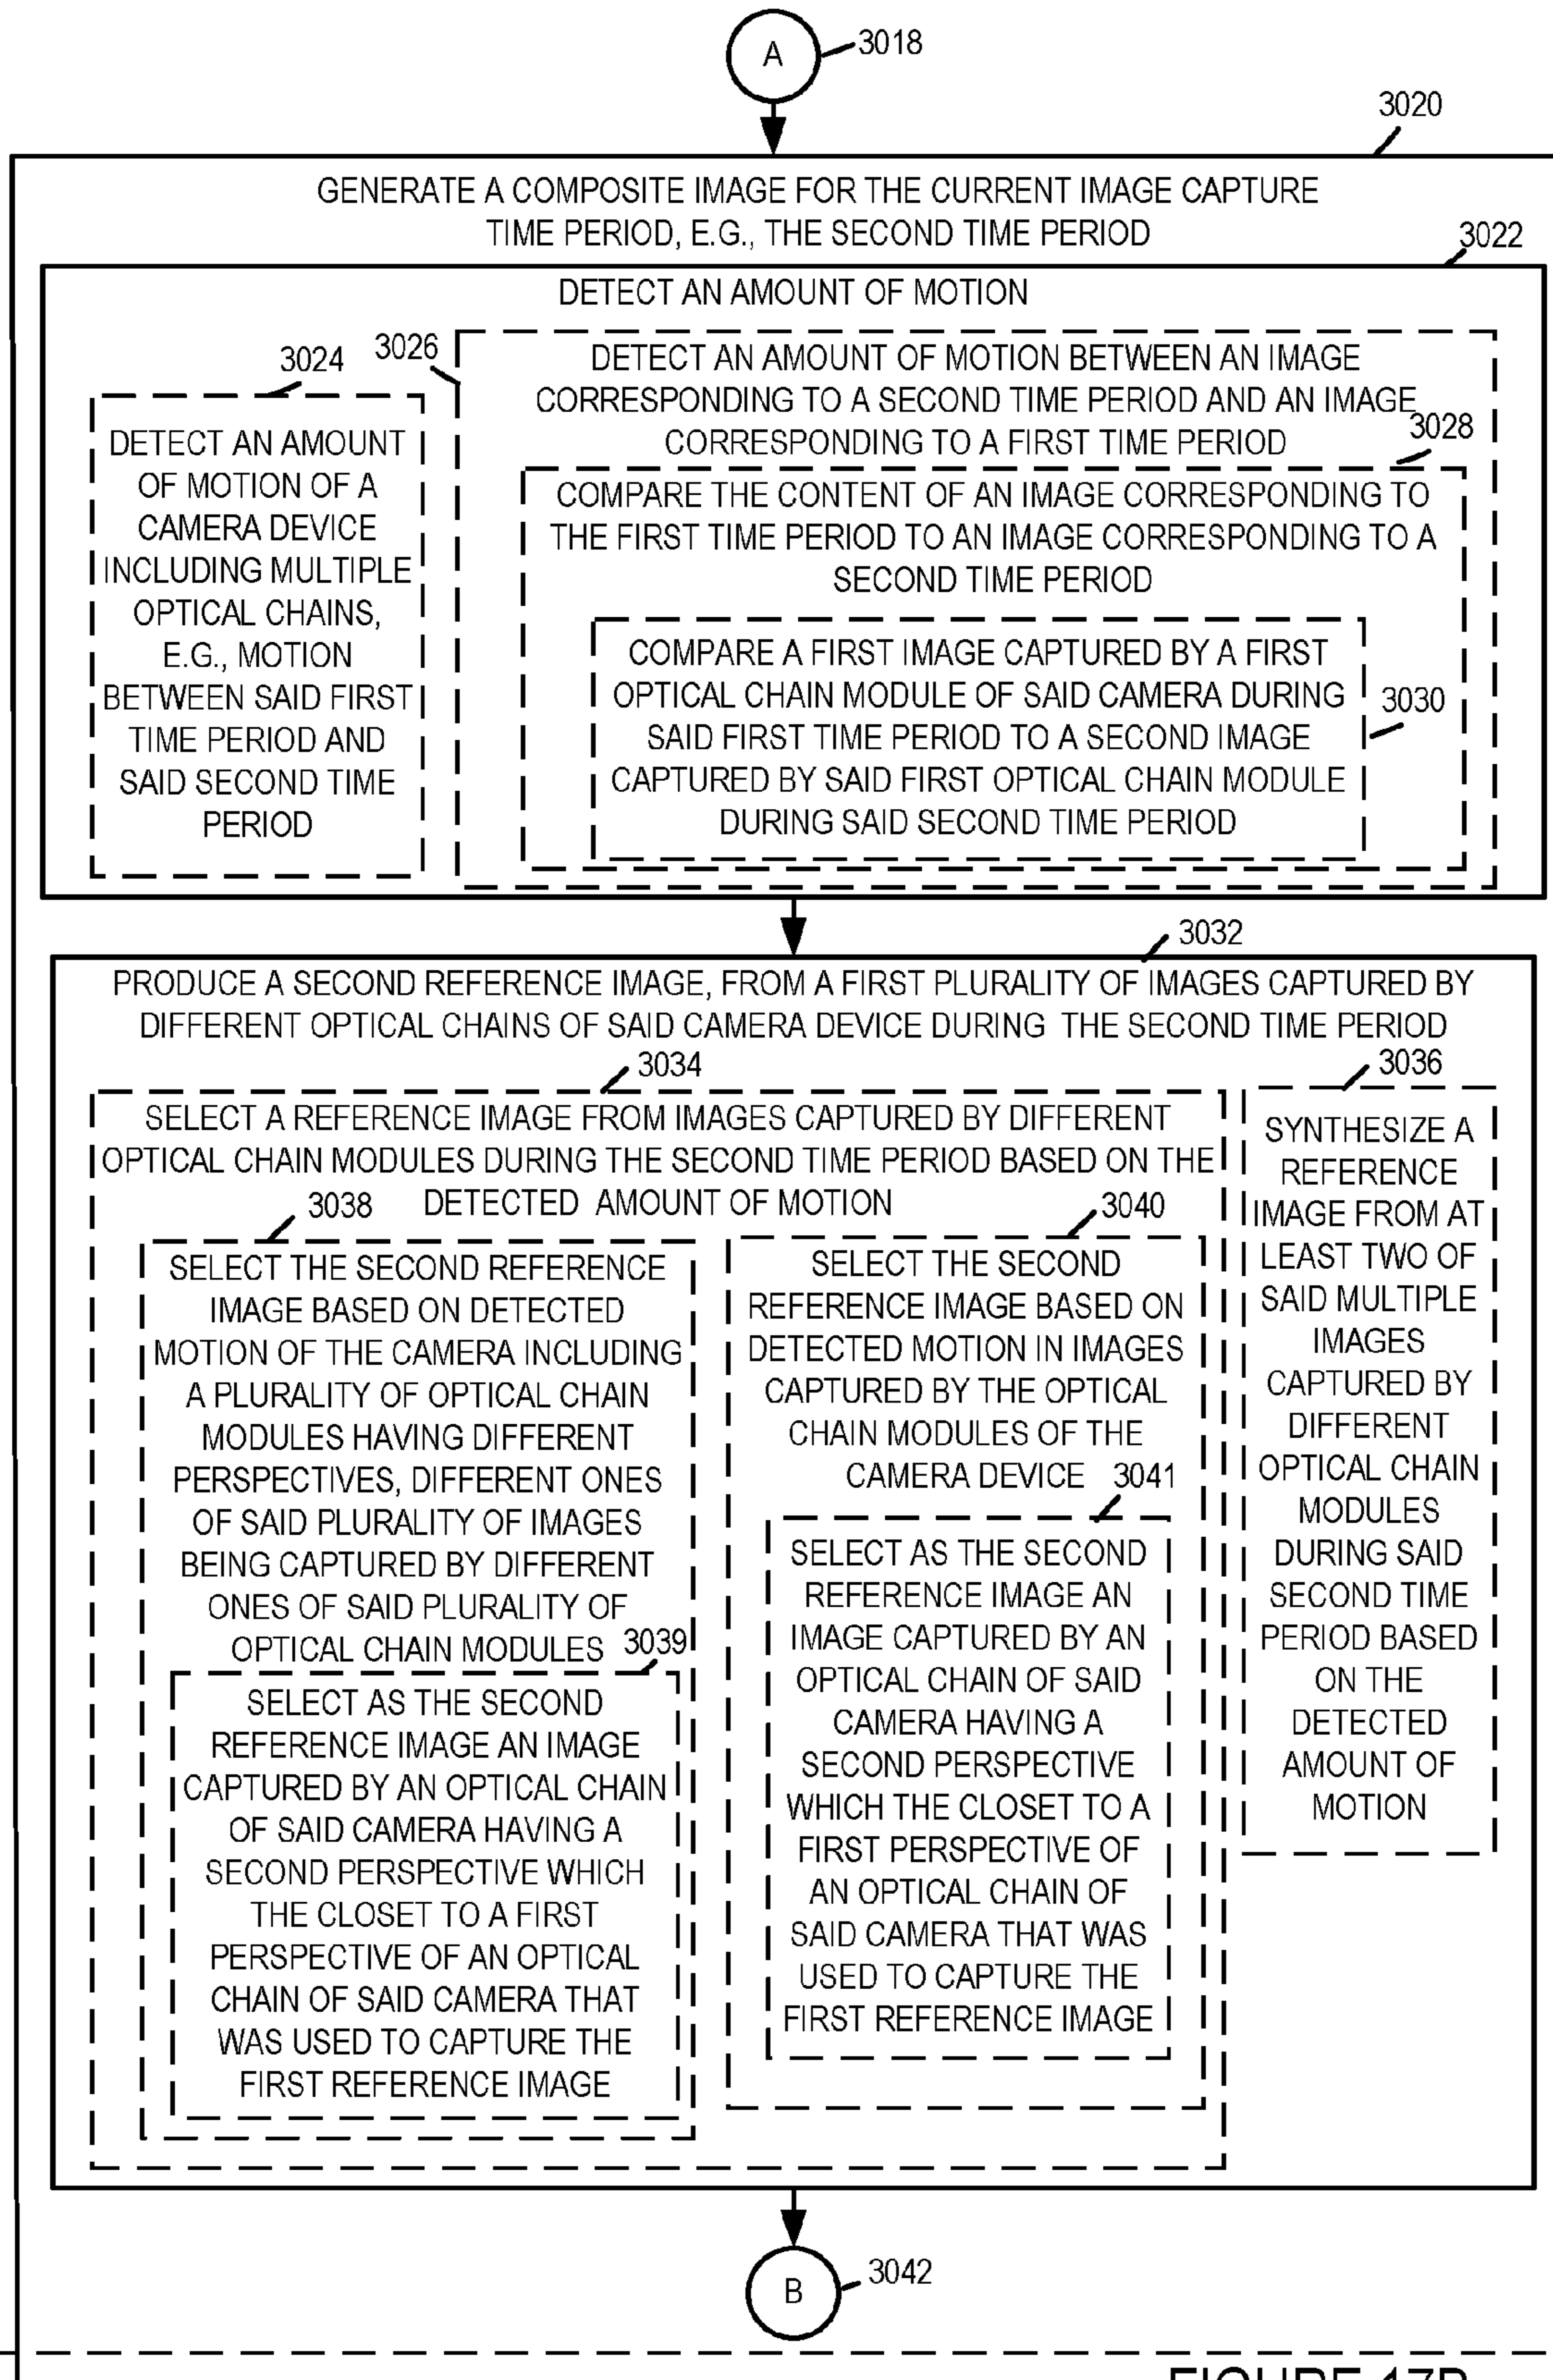 A
3018
3020
GENERATE A COMPOSITE IMAGE FOR THE CURRENT IMAGE CAPTURE
TIME PERIOD, E.G., THE SECOND TIME PERIOD
3022
DETECT AN AMOUNT OF MOTION
3024
DETECT AN AMOUNT
OF MOTION OF A
CAMERA DEVICE
INCLUDING MULTIPLE
OPTICAL CHAINS,
E.G., MOTION
BETWEEN SAID FIRST
TIME PERIOD AND
SAID SECOND TIME
PERIOD
3026
DETECT AN AMOUNT OF MOTION BETWEEN AN IMAGE
CORRESPONDING TO A SECOND TIME PERIOD AND AN IMAGE
CORRESPONDING TO A FIRST TIME PERIOD
3028
COMPARE THE CONTENT OF AN IMAGE CORRESPONDING TO
THE FIRST TIME PERIOD TO AN IMAGE CORRESPONDING TO A
SECOND TIME PERIOD
COMPARE A FIRST IMAGE CAPTURED BY A FIRST
OPTICAL CHAIN MODULE OF SAID CAMERA DURING
SAID FIRST TIME PERIOD TO A SECOND IMAGE
CAPTURED BY SAID FIRST OPTICAL CHAIN MODULE
DURING SAID SECOND TIME PERIOD
3030
3032
PRODUCE A SECOND REFERENCE IMAGE, FROM A FIRST PLURALITY OF IMAGES CAPTURED BY
DIFFERENT OPTICAL CHAINS OF SAID CAMERA DEVICE DURING THE SECOND TIME PERIOD
3034
SELECT A REFERENCE IMAGE FROM IMAGES CAPTURED BY DIFFERENT
OPTICAL CHAIN MODULES DURING THE SECOND TIME PERIOD BASED ON THE
DETECTED AMOUNT OF MOTION
3038
SELECT THE SECOND REFERENCE
IMAGE BASED ON DETECTED
MOTION OF THE CAMERA INCLUDING
A PLURALITY OF OPTICAL CHAIN
MODULES HAVING DIFFERENT
PERSPECTIVES, DIFFERENT ONES
OF SAID PLURALITY OF IMAGES
BEING CAPTURED BY DIFFERENT
ONES OF SAID PLURALITY OF
OPTICAL CHAIN MODULES
3039
SELECT AS THE SECOND
REFERENCE IMAGE AN IMAGE
CAPTURED BY AN OPTICAL CHAIN
OF SAID CAMERA HAVING A
SECOND PERSPECTIVE WHICH
THE CLOSET TO A FIRST
PERSPECTIVE OF AN OPTICAL
CHAIN OF SAID CAMERA THAT
WAS USED TO CAPTURE THE
FIRST REFERENCE IMAGE
3040
SELECT THE SECOND
REFERENCE IMAGE BASED ON
DETECTED MOTION IN IMAGES
CAPTURED BY THE OPTICAL
CHAIN MODULES OF THE
CAMERA DEVICE
3041
SELECT AS THE SECOND
REFERENCE IMAGE AN
IMAGE CAPTURED BY AN
OPTICAL CHAIN OF SAID
CAMERA HAVING A
SECOND PERSPECTIVE
WHICH THE CLOSET TO A
FIRST PERSPECTIVE OF
AN OPTICAL CHAIN OF
SAID CAMERA THAT WAS
USED TO CAPTURE THE
FIRST REFERENCE IMAGE
3036
SYNTHESIZE A
REFERENCE
IMAGE FROM AT
LEAST TWO OF
SAID MULTIPLE
IMAGES
CAPTURED BY
DIFFERENT
OPTICAL CHAIN
MODULES
DURING SAID
SECOND TIME
PERIOD BASED
ON THE
DETECTED
AMOUNT OF
MOTION
B
3042
FIGURE 17B